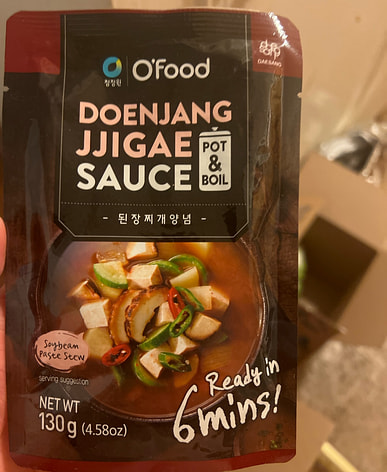 청정원
O'Food
DAESANG
DOENJANG
JJIGAE
SAUCE
POT
&
BOIL
- 된장찌개양념 -
Soybean
Paste Stew
serving suggestion
Ready in
6mins!
NET WT
130g (4.58oz)